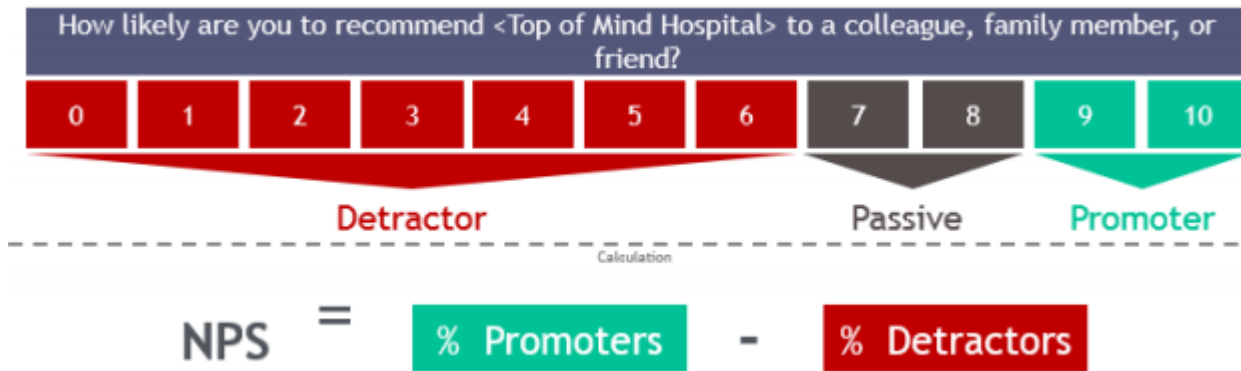 How likely are you to recommend <Top of Mind Hospital> to a colleague, family member, or
friend?
0 1 2 3 4 5 6 7 8 9 10
Detractor Passive Promoter
Calculation
NPS = % Promoters - % Detractors